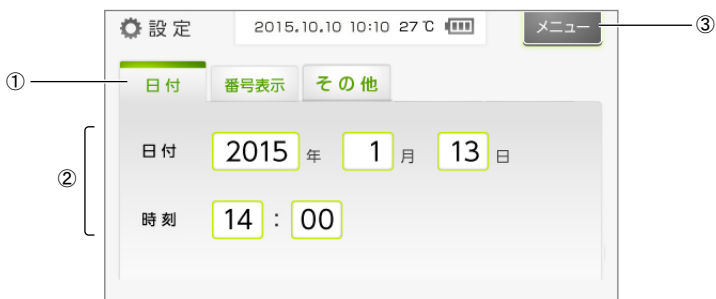 設定 2015.10.10 10:10 27℃ メニュー ③
① 日付 番号表示 その他
日付 2015 年 1 月 13 日
②
時刻 14 : 00